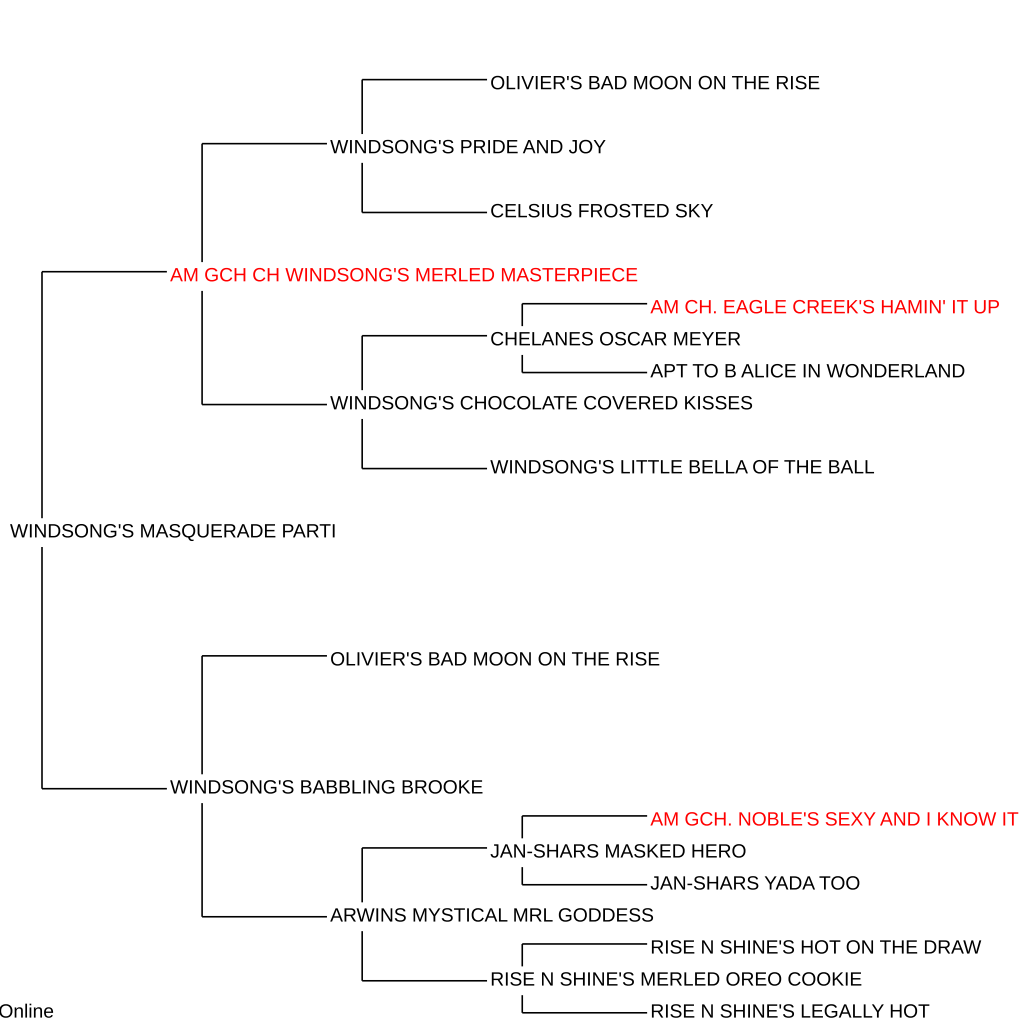 OLIVIER'S BAD MOON ON THE RISE
WINDSONG'S PRIDE AND JOY
CELSIUS FROSTED SKY
AM GCH CH WINDSONG'S MERLED MASTERPIECE
AM CH. EAGLE CREEK'S HAMIN' IT UP
CHELANES OSCAR MEYER
APT TO B ALICE IN WONDERLAND
WINDSONG'S CHOCOLATE COVERED KISSES
WINDSONG'S LITTLE BELLA OF THE BALL
WINDSONG'S MASQUERADE PARTI
OLIVIER'S BAD MOON ON THE RISE
WINDSONG'S BABBLING BROOKE
AM GCH. NOBLE'S SEXY AND I KNOW IT
JAN-SHARS MASKED HERO
JAN-SHARS YADA TOO
ARWINS MYSTICAL MRL GODDESS
RISE N SHINE'S HOT ON THE DRAW
RISE N SHINE'S MERLED OREO COOKIE
RISE N SHINE'S LEGALLY HOT
Online